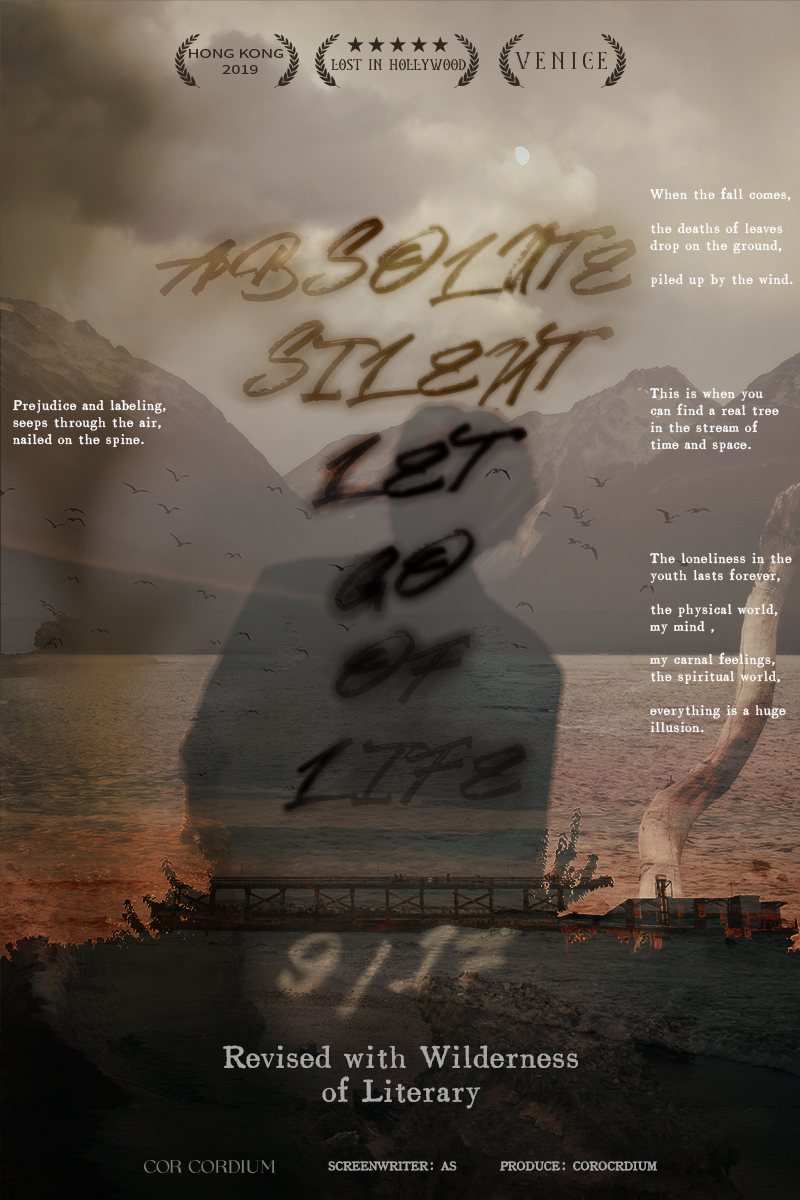 HONG KONG
2019
LOST IN HOLLYWOOD
VENICE
When the fall comes,
the deaths of leaves
drop on the ground,
piled up by the wind.
ABSOLUTE
SILENT
LET
GO
OF
LIFE
Prejudice and labeling,
seeps through the air,
nailed on the spine.
This is when you
can find a real tree
in the stream of
time and space.
The loneliness in the
youth lasts forever,
the physical world,
my mind ,
my carnal feelings,
the spiritual world,
everything is a huge
illusion.
9/17
Revised with Wilderness
of Literary
COR CORDIUM
SCREENWRITER: AS
PRODUCE: COROCRDIUM